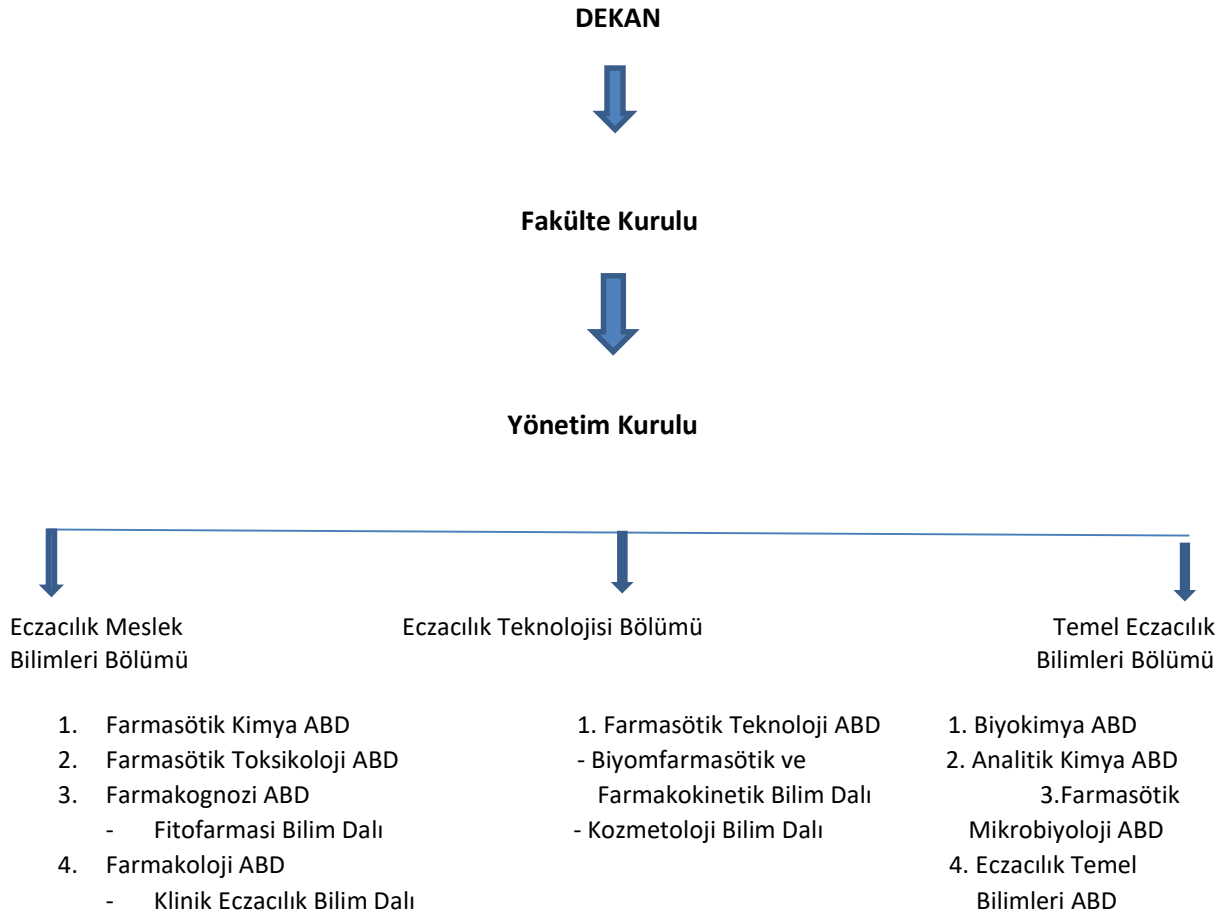 DEKAN
Fakülte Kurulu
Yönetim Kurulu
Eczacılık Meslek
Bilimleri Bölümü
1. Farmasötik Kimya ABD
2. Farmasötik Toksikoloji ABD
3. Farmakognozi ABD
- Fitofarmasi Bilim Dalı
4. Farmakoloji ABD
- Klinik Eczacılık Bilim Dalı
Eczacılık Teknolojisi Bölümü
1. Farmasötik Teknoloji ABD
- Biyomfarmasötik ve
Farmakokinetik Bilim Dalı
- Kozmetoloji Bilim Dalı
Temel Eczacılık
Bilimleri Bölümü
1. Biyokimya ABD
2. Analitik Kimya ABD
3.Farmasötik
Mikrobiyoloji ABD
4. Eczacılık Temel
Bilimleri ABD